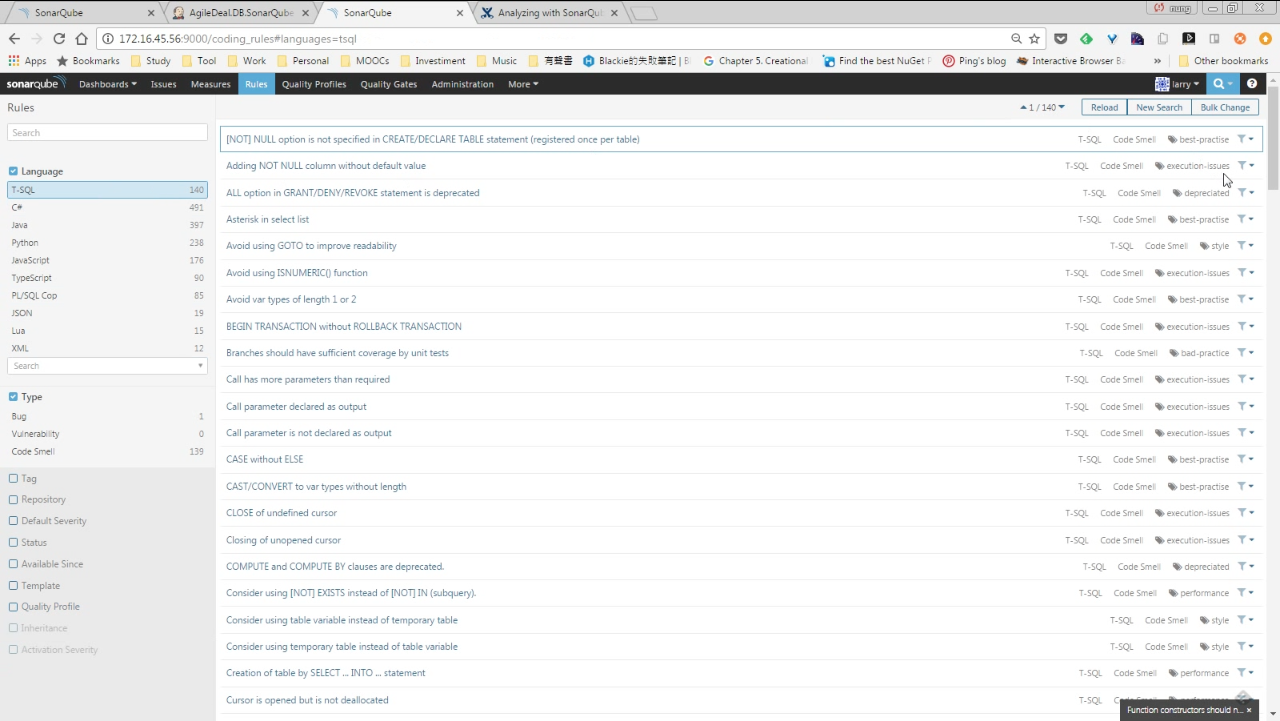 SonarQube × AgileDeal.DB.SonarQube × SonarQube × Analyzing with SonarQu × nung
172.16.45.56:9000/coding_rules#languages=tsql
Apps Bookmarks Study Tool Work Personal MOOCs Investment Music 有聲書 Blackie的失敗筆記 | B Chapter 5. Creational Find the best NuGet P Ping's blog Interactive Browser Ba » Other bookmarks
sonarqube Dashboards Issues Measures Rules Quality Profiles Quality Gates Administration More larry
Rules
1 / 140 Reload New Search Bulk Change
Search
Language
T-SQL 140
C# 491
Java 397
Python 238
JavaScript 176
TypeScript 90
PL/SQL Cop 85
JSON 19
Lua 15
XML 12
Search
Type
Bug 1
Vulnerability 0
Code Smell 139
Tag
Repository
Default Severity
Status
Available Since
Template
Quality Profile
Inheritance
Activation Severity
[NOT] NULL option is not specified in CREATE/DECLARE TABLE statement (registered once per table) T-SQL Code Smell best-practise
Adding NOT NULL column without default value T-SQL Code Smell execution-issues
ALL option in GRANT/DENY/REVOKE statement is deprecated T-SQL Code Smell depreciated
Asterisk in select list T-SQL Code Smell best-practise
Avoid using GOTO to improve readability T-SQL Code Smell style
Avoid using ISNUMERIC() function T-SQL Code Smell execution-issues
Avoid var types of length 1 or 2 T-SQL Code Smell best-practise
BEGIN TRANSACTION without ROLLBACK TRANSACTION T-SQL Code Smell execution-issues
Branches should have sufficient coverage by unit tests T-SQL Code Smell bad-practice
Call has more parameters than required T-SQL Code Smell execution-issues
Call parameter declared as output T-SQL Code Smell execution-issues
Call parameter is not declared as output T-SQL Code Smell execution-issues
CASE without ELSE T-SQL Code Smell best-practise
CAST/CONVERT to var types without length T-SQL Code Smell best-practise
CLOSE of undefined cursor T-SQL Code Smell execution-issues
Closing of unopened cursor T-SQL Code Smell execution-issues
COMPUTE and COMPUTE BY clauses are deprecated. T-SQL Code Smell depreciated
Consider using [NOT] EXISTS instead of [NOT] IN (subquery). T-SQL Code Smell performance
Consider using table variable instead of temporary table T-SQL Code Smell style
Consider using temporary table instead of table variable T-SQL Code Smell style
Creation of table by SELECT ... INTO ... statement T-SQL Code Smell performance
Cursor is opened but is not deallocated T-SQL Code Smell performance
Function constructors should n... ×